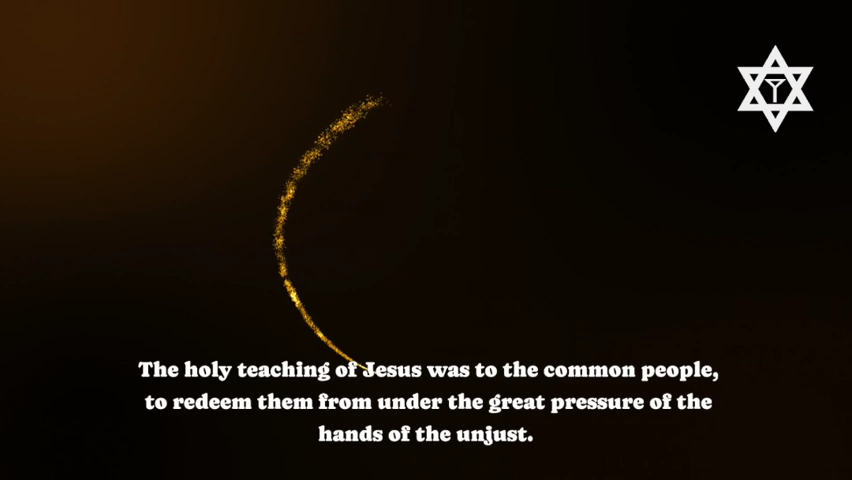 The holy teaching of Jesus was to the common people,
to redeem them from under the great pressure of the
hands of the unjust.